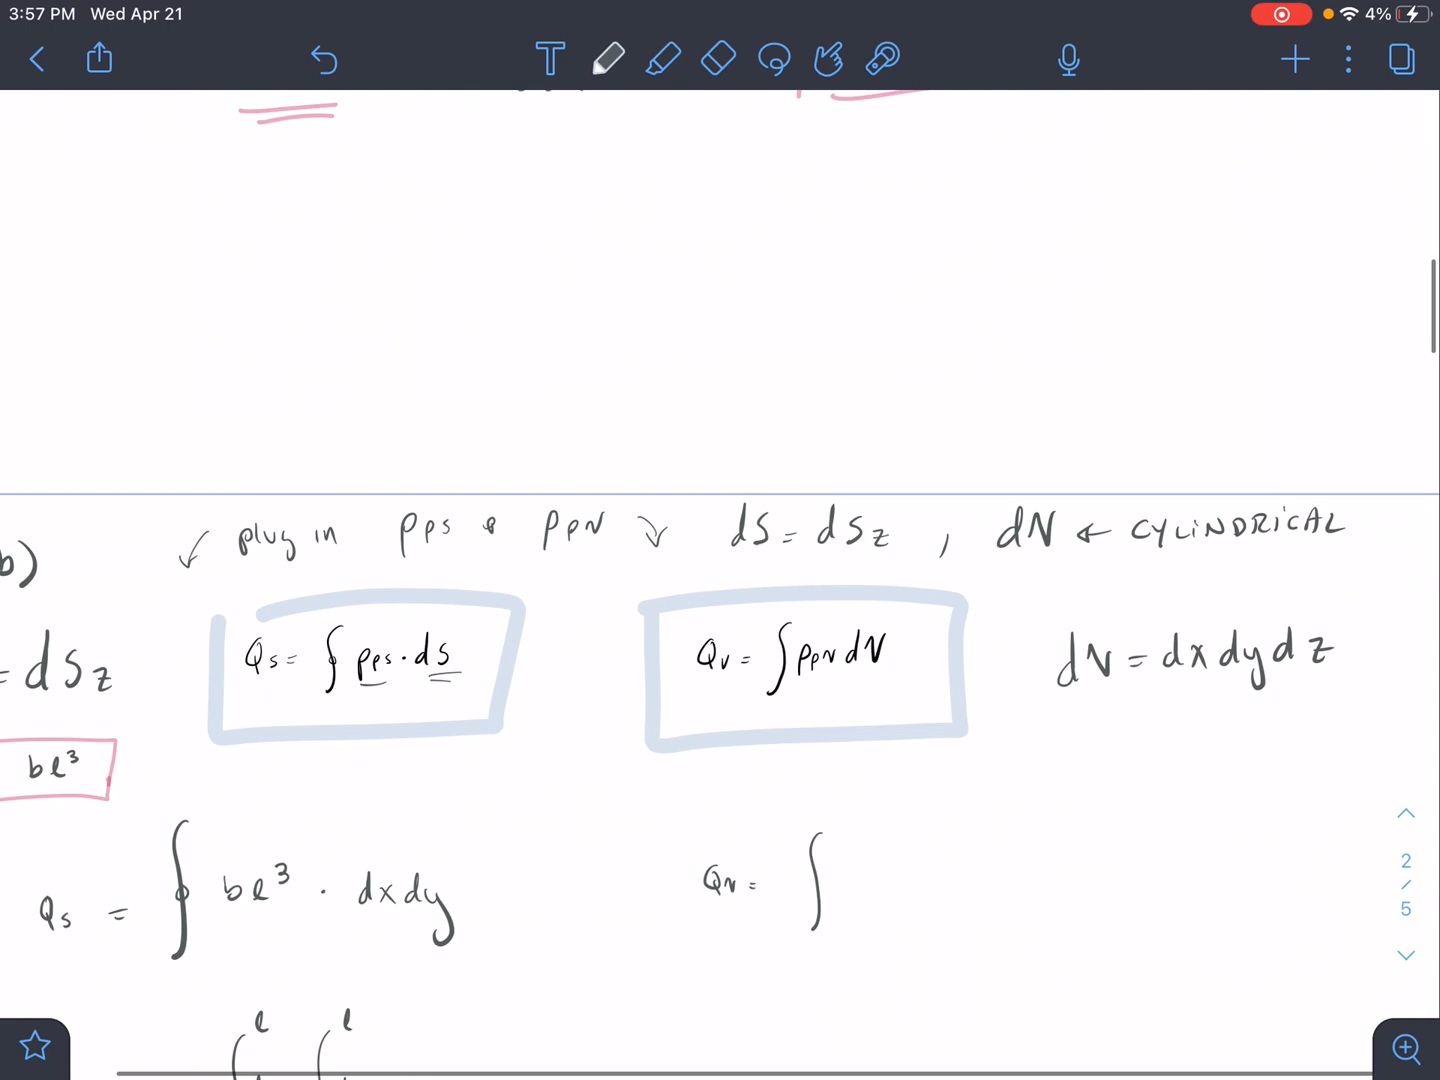 3:57 PM Wed Apr 21 4%
b) ↙ plug in ρps & ρpv ↘ dS = dSz , dV ← CYLINDRICAL
= dSz Qs = ∮ ρps · ds Qv = ∫ ρpv dV dV = dx dy dz
bl³
Qs = ∮ bl³ · dx dy Qv = ∫
l l
2
/
5